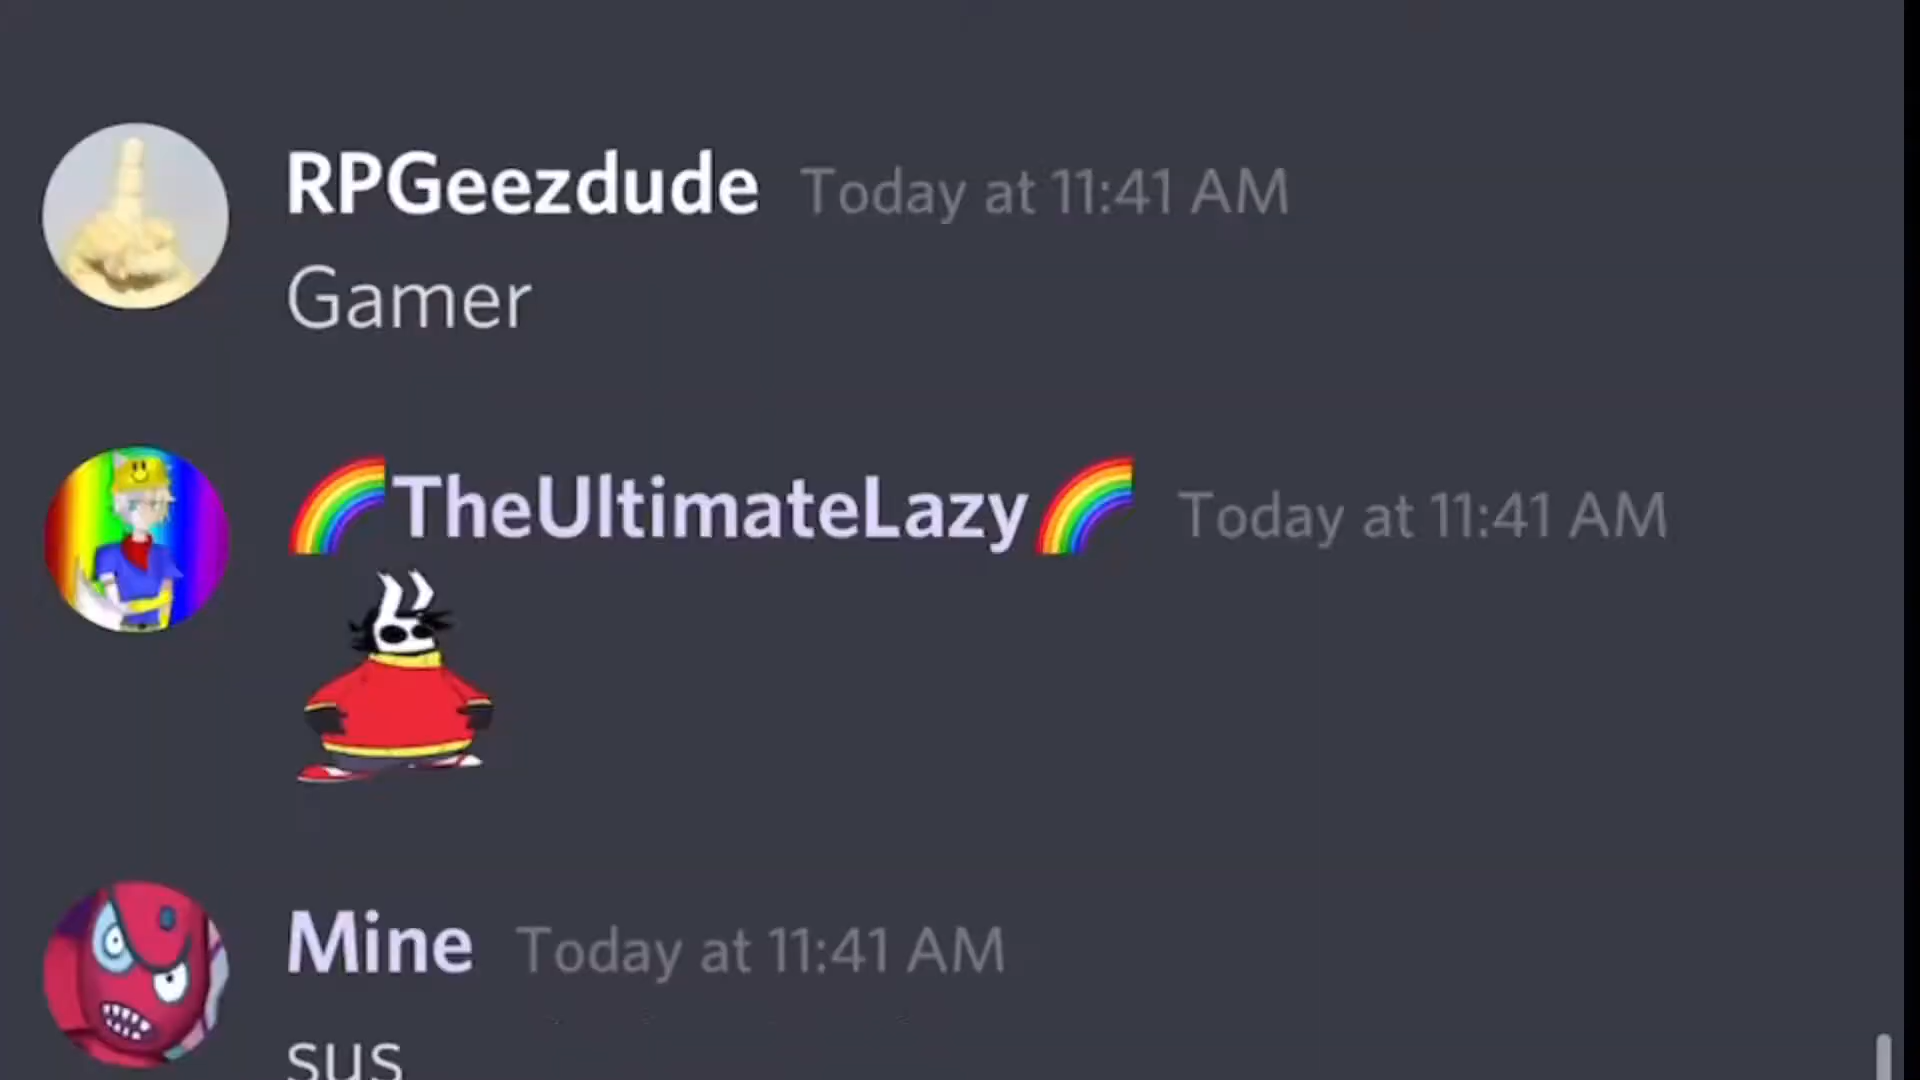 RPGeezdude Today at 11:41 AM
Gamer
🌈TheUltimateLazy🌈 Today at 11:41 AM
Mine Today at 11:41 AM
sus